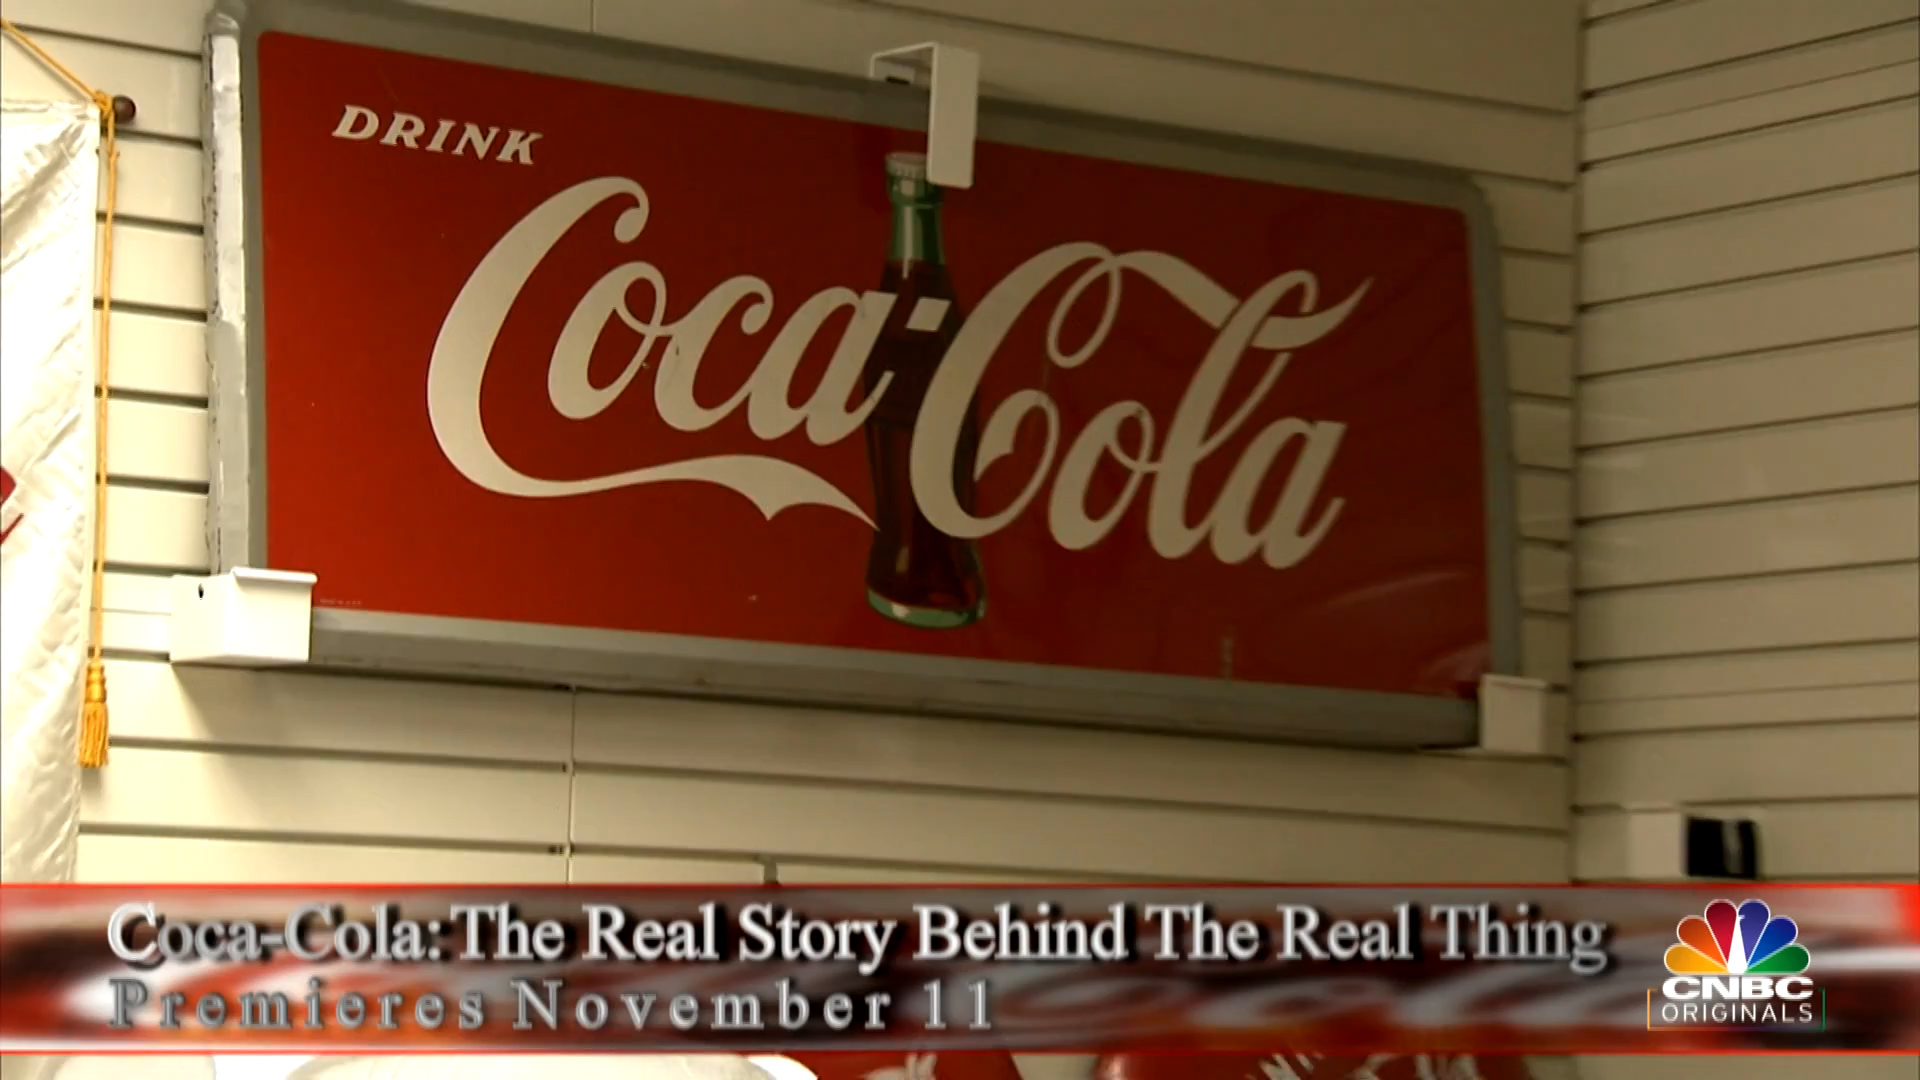 DRINK
Coca-Cola
Coca-Cola: The Real Story Behind The Real Thing
Premieres November 11
CNBC
ORIGINALS